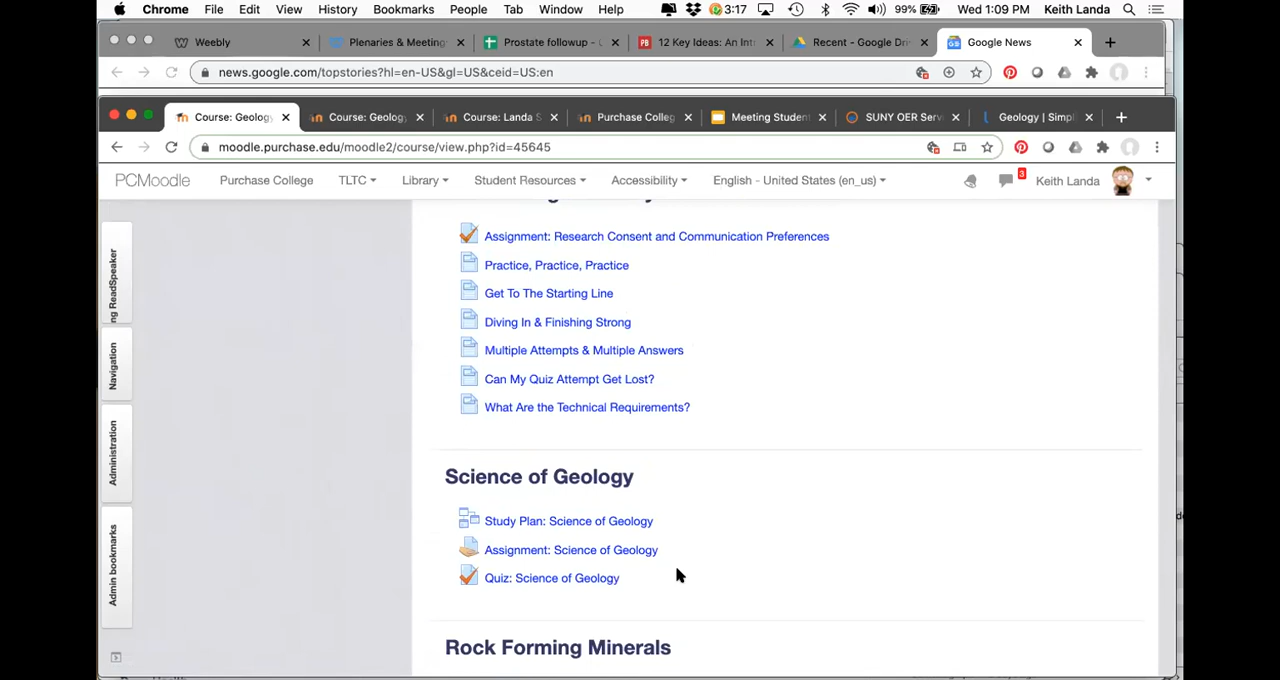 Chrome File Edit View History Bookmarks People Tab Window Help 3:17 99% Wed 1:09 PM Keith Landa
Weebly Plenaries & Meeting Prostate followup - 12 Key Ideas: An Int Recent - Google Dri Google News
news.google.com/topstories?hl=en-US&gl=US&ceid=US:en
Course: Geology Course: Geology Course: Landa S Purchase Colleg Meeting Student SUNY OER Serv Geology | Simpl
moodle.purchase.edu/moodle2/course/view.php?id=45645
PCMoodle Purchase College TLTC Library Student Resources Accessibility English - United States (en_us) 3 Keith Landa
Assignment: Research Consent and Communication Preferences
Practice, Practice, Practice
Get To The Starting Line
Diving In & Finishing Strong
Multiple Attempts & Multiple Answers
Can My Quiz Attempt Get Lost?
What Are the Technical Requirements?
Science of Geology
Study Plan: Science of Geology
Assignment: Science of Geology
Quiz: Science of Geology
Rock Forming Minerals
ng ReadSpeaker
Navigation
Administration
Admin bookmarks